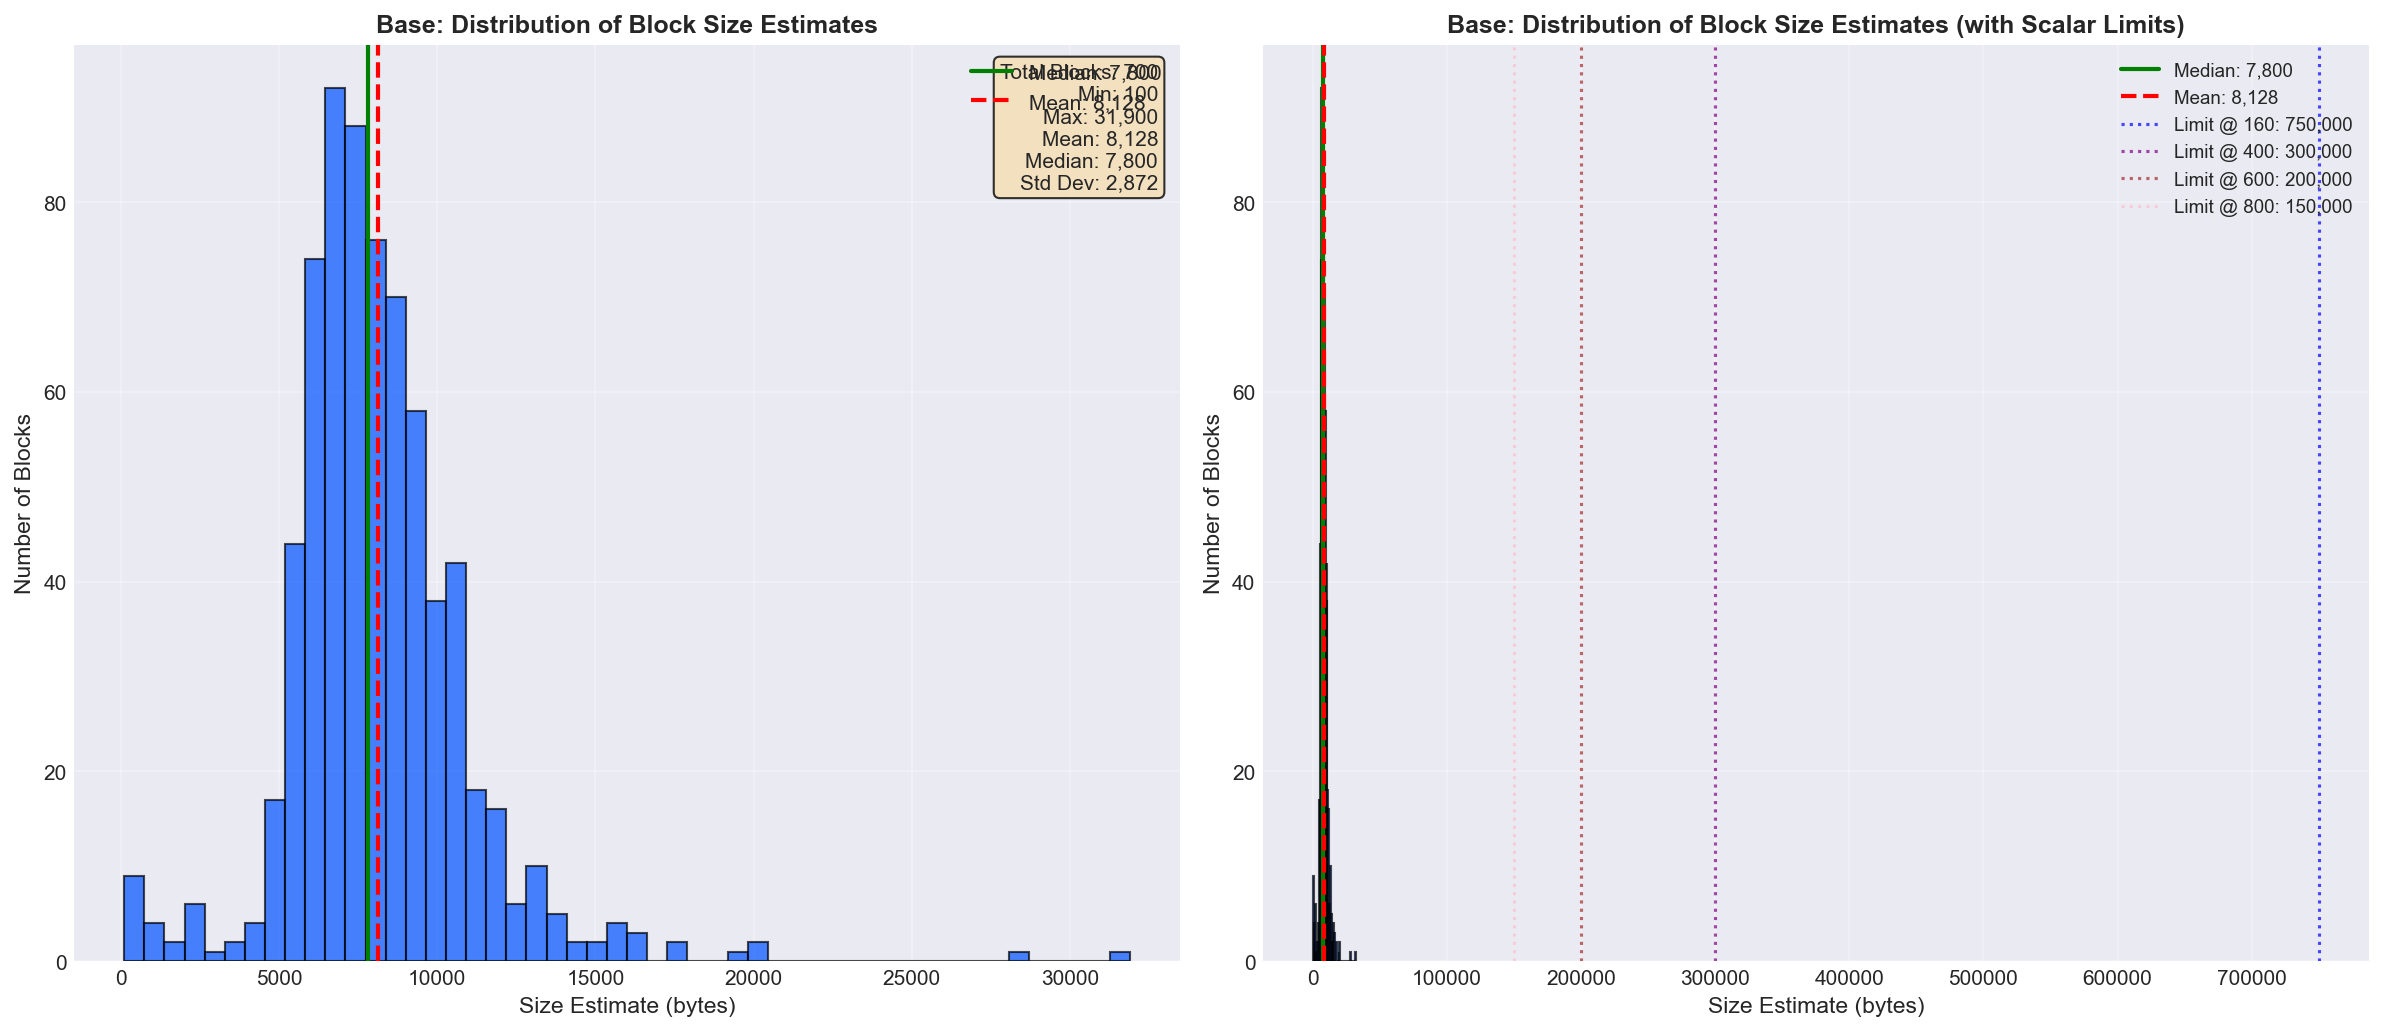 Base: Distribution of Block Size Estimates
Number of Blocks
80
60
40
20
0
0
5000
10000
15000
20000
25000
30000
Size Estimate (bytes)
Median: 7,800
Mean: 8,128
Total Blocks: 700
Min: 100
Max: 31,900
Mean: 8,128
Median: 7,800
Std Dev: 2,872
Base: Distribution of Block Size Estimates (with Scalar Limits)
Number of Blocks
80
60
40
20
0
0
100000
200000
300000
400000
500000
600000
700000
Size Estimate (bytes)
Median: 7,800
Mean: 8,128
Limit @ 160: 750,000
Limit @ 400: 300,000
Limit @ 600: 200,000
Limit @ 800: 150,000